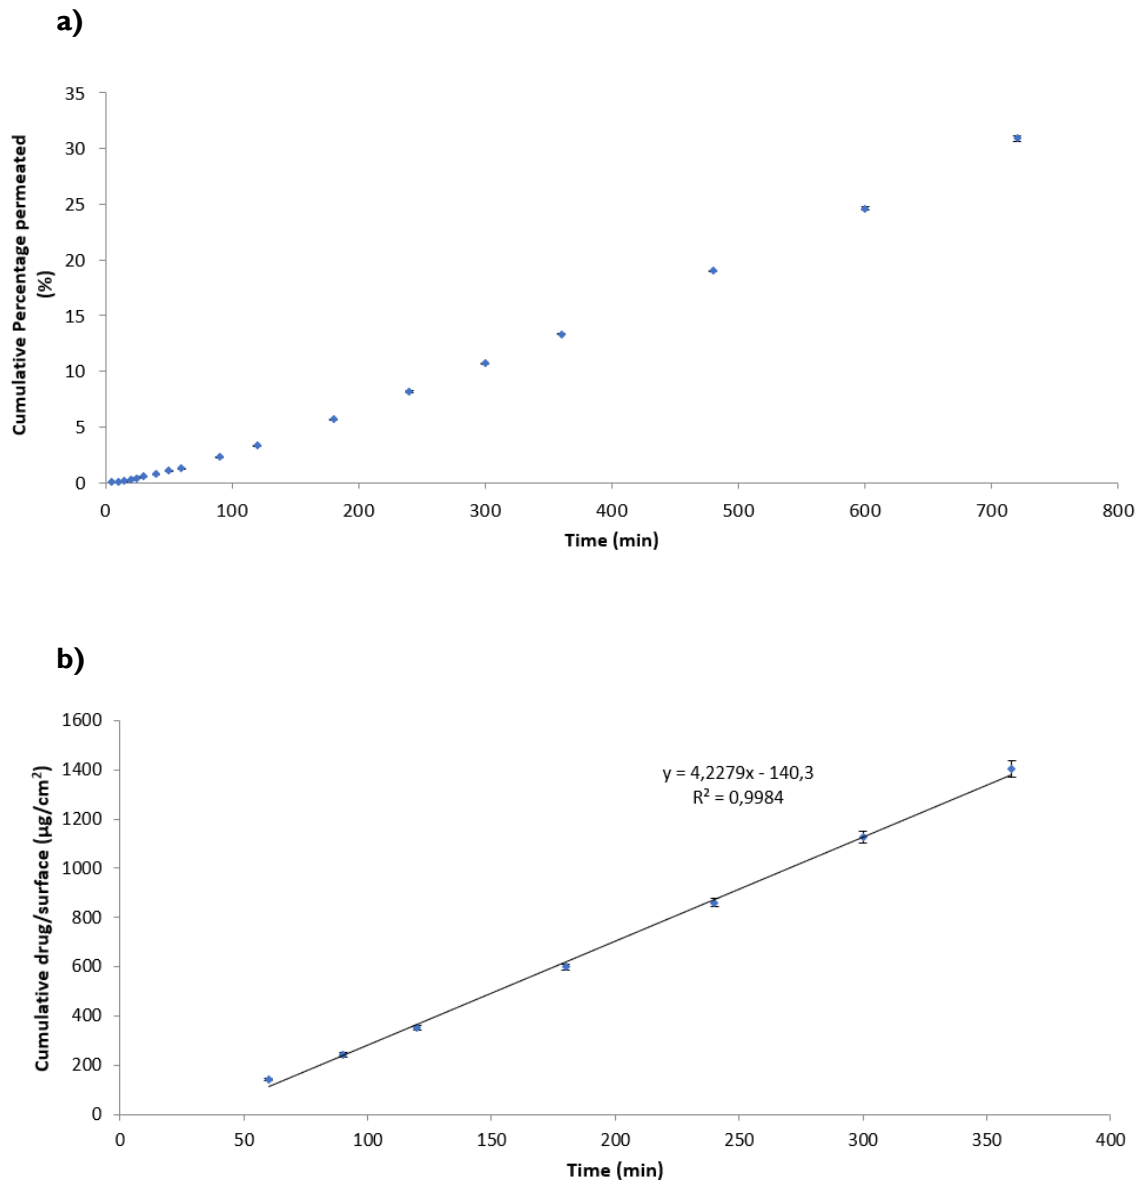 a)
35
30
25
20
15
10
5
0
Cumulative Percentage permeated
(%)
0 100 200 300 400 500 600 700 800
Time (min)
b)
1600
1400
1200
1000
800
600
400
200
0
Cumulative drug/surface (µg/cm²)
y = 4,2279x - 140,3
R² = 0,9984
0 50 100 150 200 250 300 350 400
Time (min)